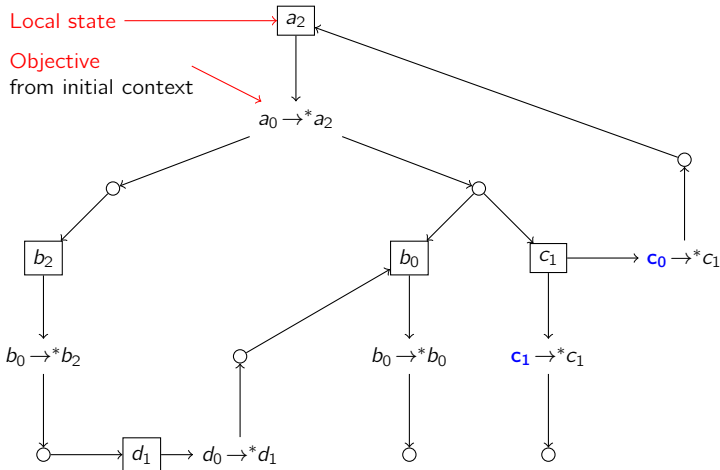 Local state
a₂
Objective
from initial context
a₀ →* a₂
b₂
b₀
c₁
c₀ →* c₁
b₀ →* b₂
b₀ →* b₀
c₁ →* c₁
d₁
d₀ →* d₁